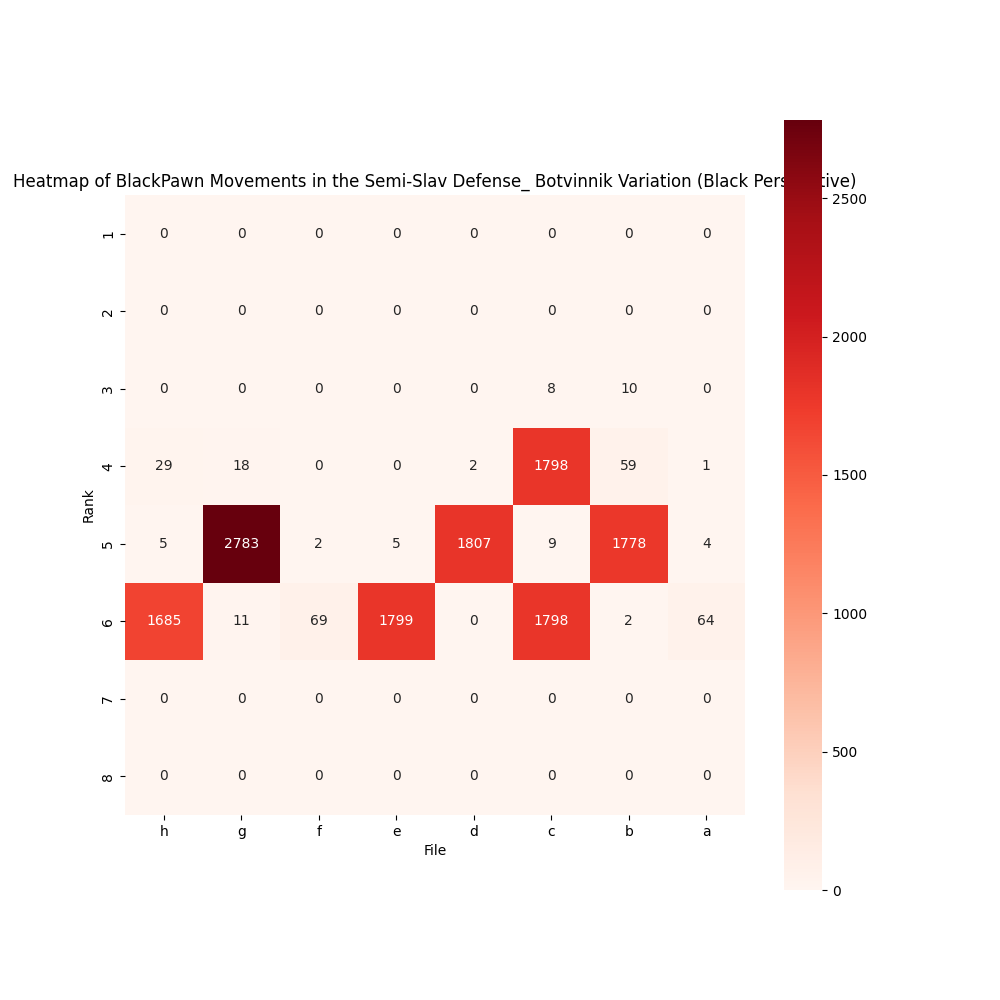 Heatmap of BlackPawn Movements in the Semi-Slav Defense_ Botvinnik Variation (Black Pers tive)
2500
2000
1500
1000
500
0
Rank
1 0 0 0 0 0 0 0 0
2 0 0 0 0 0 0 0 0
3 0 0 0 0 0 8 10 0
4 29 18 0 0 2 1798 59 1
5 5 2783 2 5 1807 9 1778 4
6 1685 11 69 1799 0 1798 2 64
7 0 0 0 0 0 0 0 0
8 0 0 0 0 0 0 0 0
h g f e d c b a
File